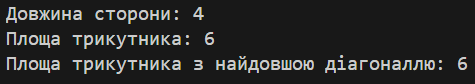 Довжина сторони: 4
Площа трикутника: 6
Площа трикутника з найдовшою діагоналлю: 6